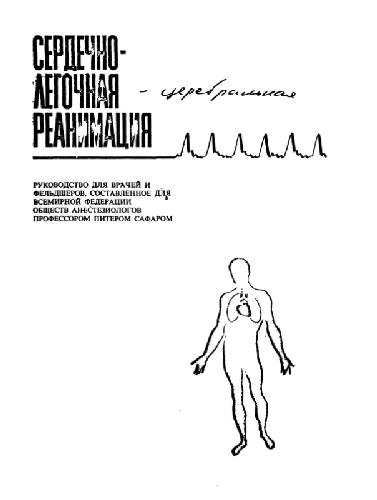 СЕРДЕЧНО-
ЛЕГОЧНАЯ - церебральная
РЕАНИМАЦИЯ
РУКОВОДСТВО ДЛЯ ВРАЧЕЙ И
ФЕЛЬДШЕРОВ, СОСТАВЛЕННОЕ ДЛЯ
ВСЕМИРНОЙ ФЕДЕРАЦИИ
ОБЩЕСТВ АНЕСТЕЗИОЛОГОВ
ПРОФЕССОРОМ ПИТЕРОМ САФАРОМ